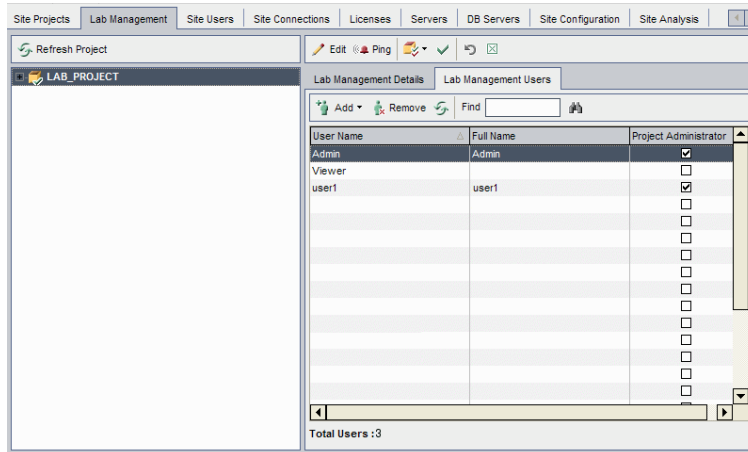 Site Projects Lab Management Site Users Site Connections Licenses Servers DB Servers Site Configuration Site Analysis
Refresh Project Edit Ping
LAB_PROJECT
Lab Management Details Lab Management Users
Add Remove Find
User Name Full Name Project Administrator
Admin Admin
Viewer
user1 user1
Total Users :3